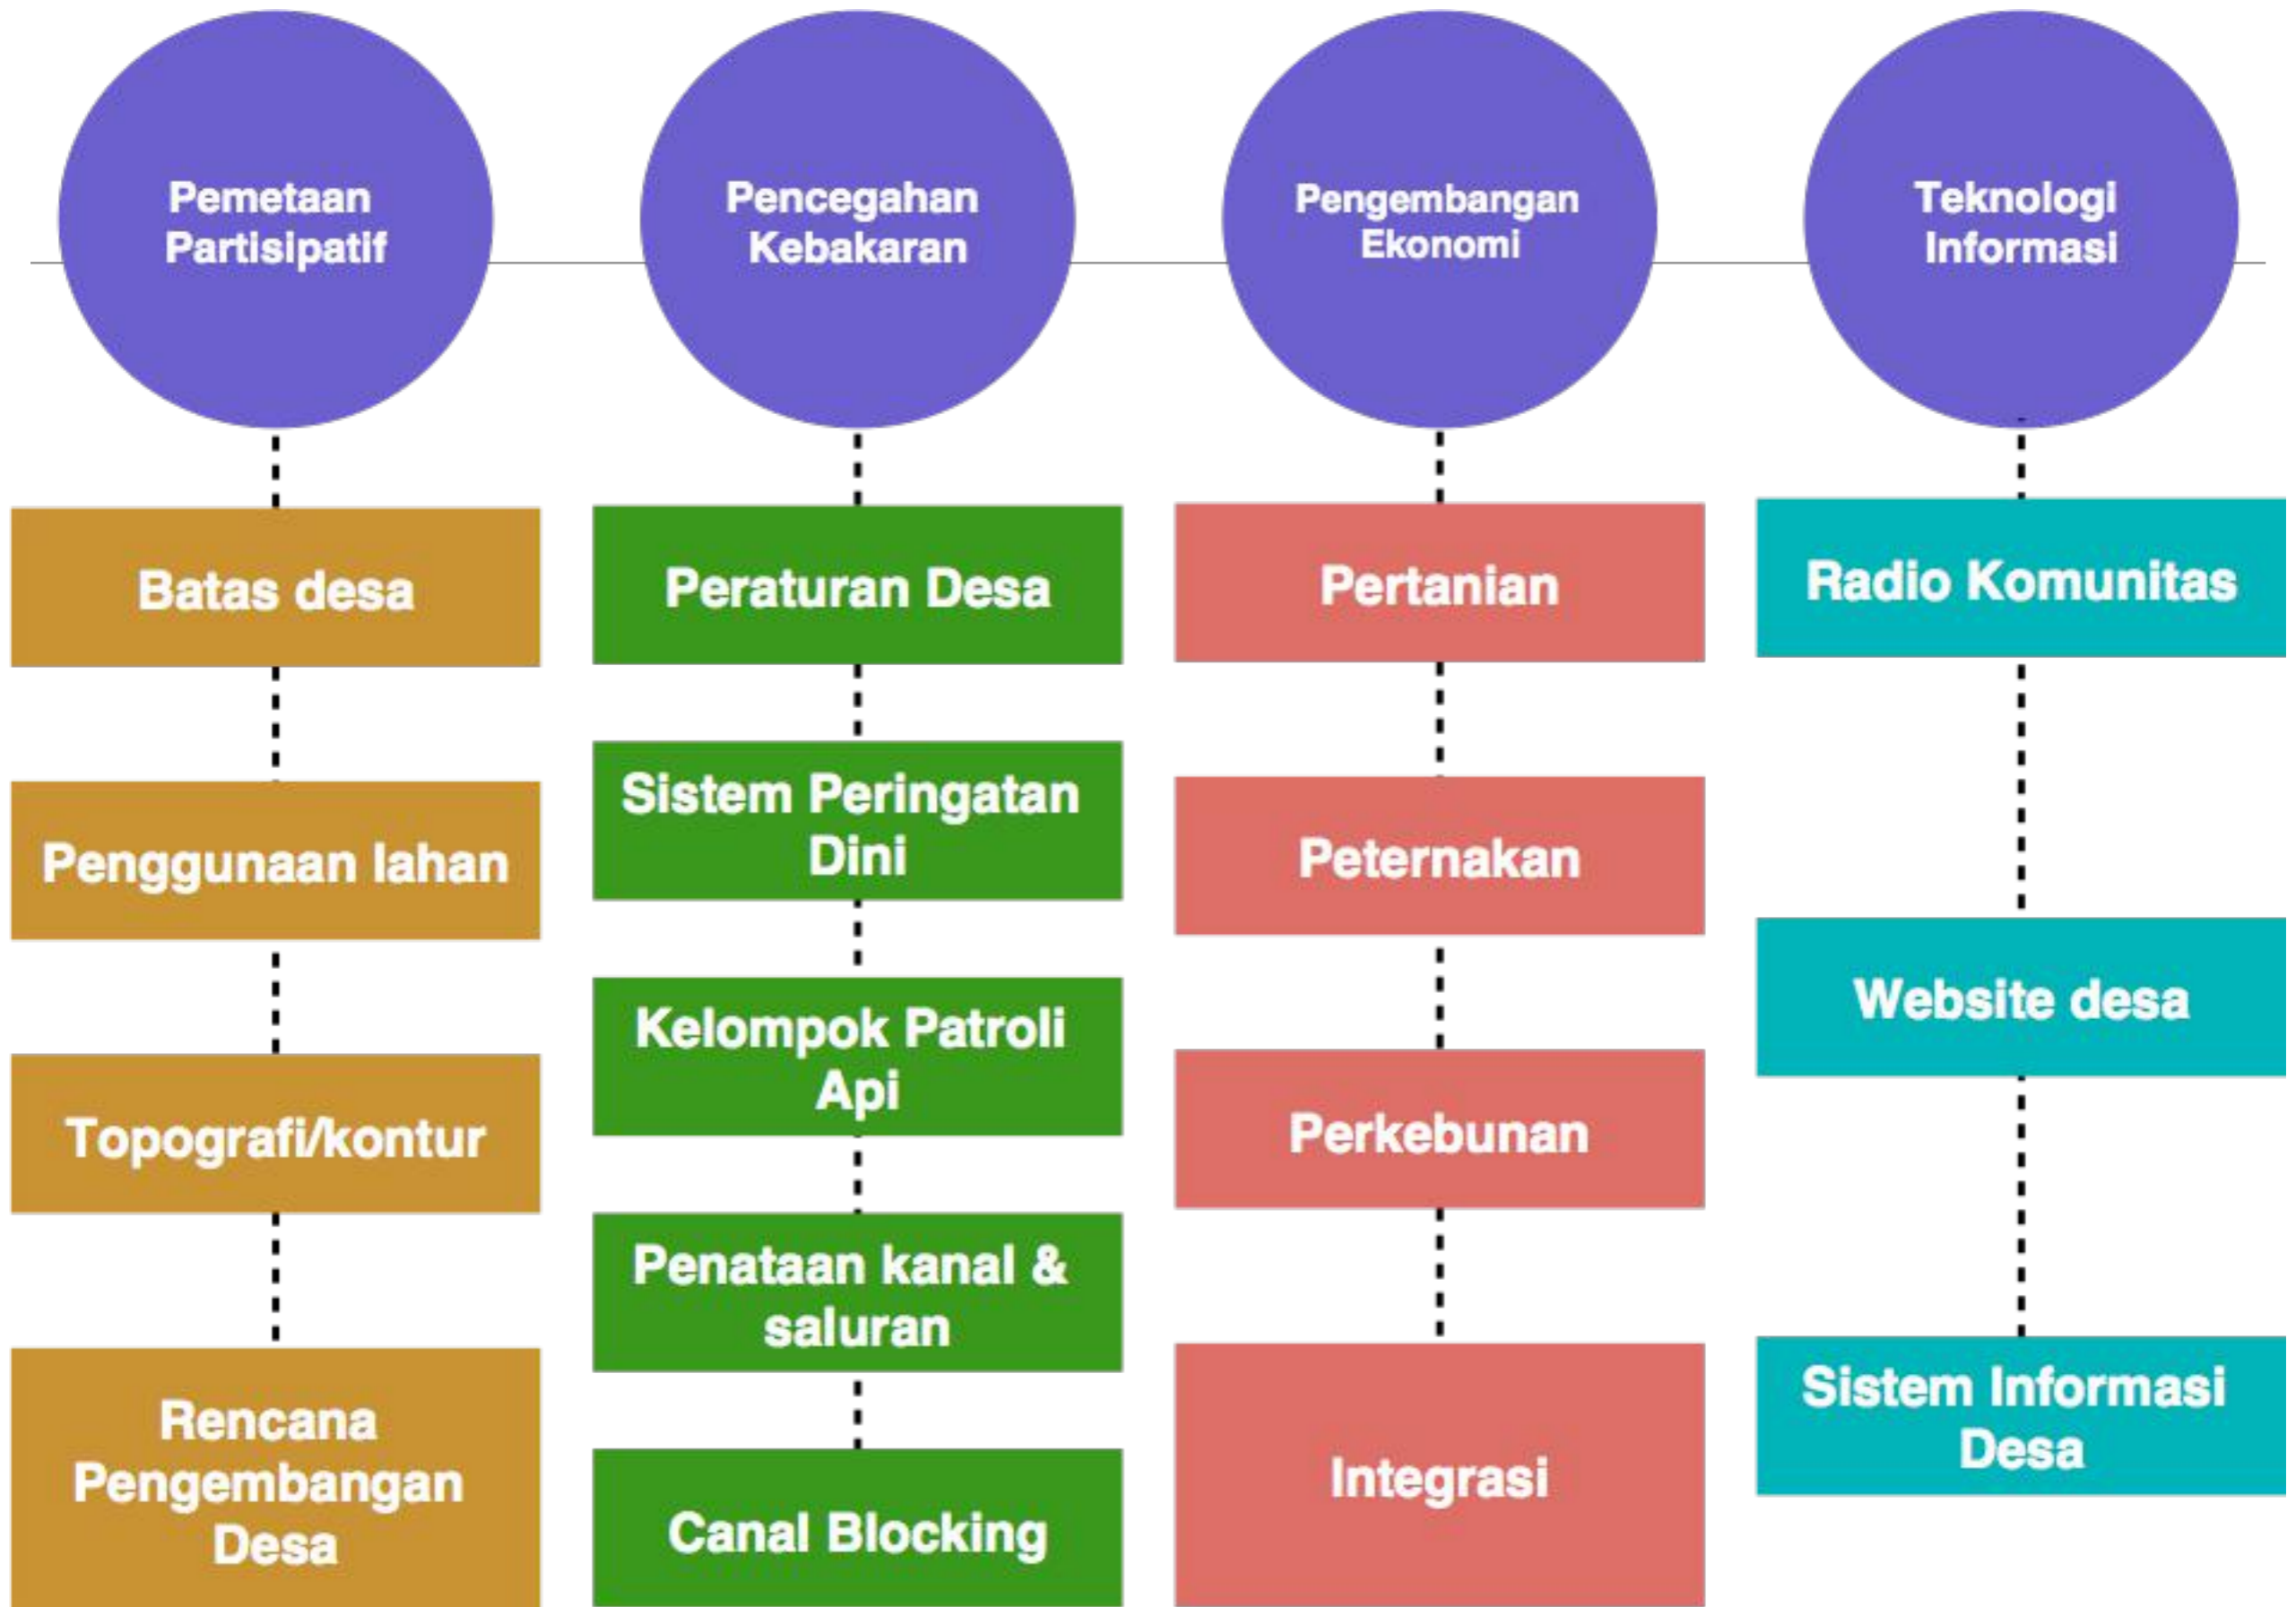 Pemetaan
Partisipatif
Pencegahan
Kebakaran
Pengembangan
Ekonomi
Teknologi
Informasi
Batas desa
Penggunaan lahan
Topografi/kontur
Rencana
Pengembangan
Desa
Peraturan Desa
Sistem Peringatan
Dini
Kelompok Patroli
Api
Penataan kanal &
saluran
Canal Blocking
Pertanian
Peternakan
Perkebunan
Integrasi
Radio Komunitas
Website desa
Sistem Informasi
Desa